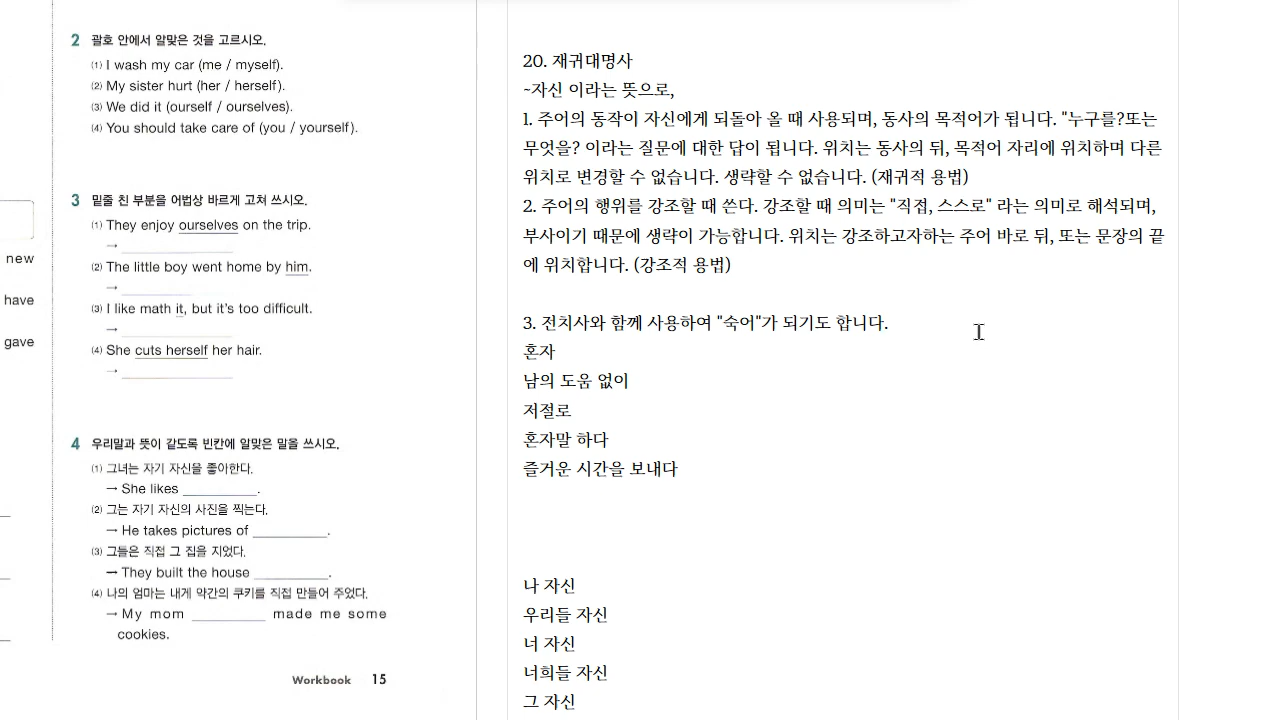 2 괄호 안에서 알맞은 것을 고르시오.
(1) I wash my car (me / myself).
(2) My sister hurt (her / herself).
(3) We did it (ourself / ourselves).
(4) You should take care of (you / yourself).
3 밑줄 친 부분을 어법상 바르게 고쳐 쓰시오.
(1) They enjoy ourselves on the trip.
→
(2) The little boy went home by him.
→
(3) I like math it, but it's too difficult.
→
(4) She cuts herself her hair.
→
new
have
gave
4 우리말과 뜻이 같도록 빈칸에 알맞은 말을 쓰시오.
(1) 그녀는 자기 자신을 좋아한다.
→ She likes __________.
(2) 그는 자기 자신의 사진을 찍는다.
→ He takes pictures of __________.
(3) 그들은 직접 그 집을 지었다.
→ They built the house __________.
(4) 나의 엄마는 내게 약간의 쿠키를 직접 만들어 주었다.
→ My mom __________ made me some
cookies.
Workbook 15
20. 재귀대명사
~자신 이라는 뜻으로,
1. 주어의 동작이 자신에게 되돌아 올 때 사용되며, 동사의 목적어가 됩니다. "누구를?또는
무엇을? 이라는 질문에 대한 답이 됩니다. 위치는 동사의 뒤, 목적어 자리에 위치하며 다른
위치로 변경할 수 없습니다. 생략할 수 없습니다. (재귀적 용법)
2. 주어의 행위를 강조할 때 쓴다. 강조할 때 의미는 "직접, 스스로" 라는 의미로 해석되며,
부사이기 때문에 생략이 가능합니다. 위치는 강조하고자하는 주어 바로 뒤, 또는 문장의 끝
에 위치합니다. (강조적 용법)
3. 전치사와 함께 사용하여 "숙어"가 되기도 합니다.
혼자
남의 도움 없이
저절로
혼자말 하다
즐거운 시간을 보내다
나 자신
우리들 자신
너 자신
너희들 자신
그 자신